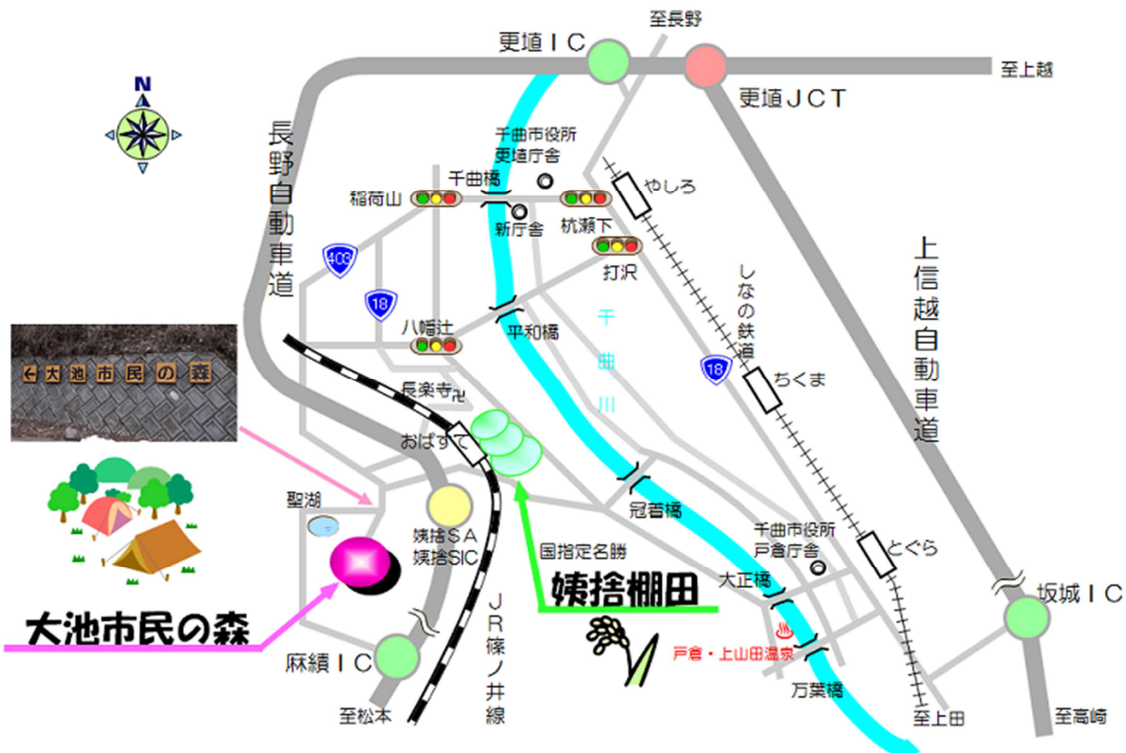 至長野
更埴IC
至上越
更埴JCT
N
長野自動車道
千曲市役所
更埴庁舎
千曲橋
稲荷山
新庁舎
杭瀬下
やしろ
打沢
403
18
八幡辻
平和橋
千曲川
しなの鉄道
18
上信越自動車道
←大池市民の森
長楽寺卍
おばすて
ちくま
聖湖
姨捨SA
姨捨SIC
冠着橋
国指定名勝
姨捨棚田
千曲市役所
戸倉庁舎
とぐら
大正橋
坂城IC
大池市民の森
麻績IC
JR篠ノ井線
戸倉・上山田温泉
万葉橋
至松本
至上田
至高崎